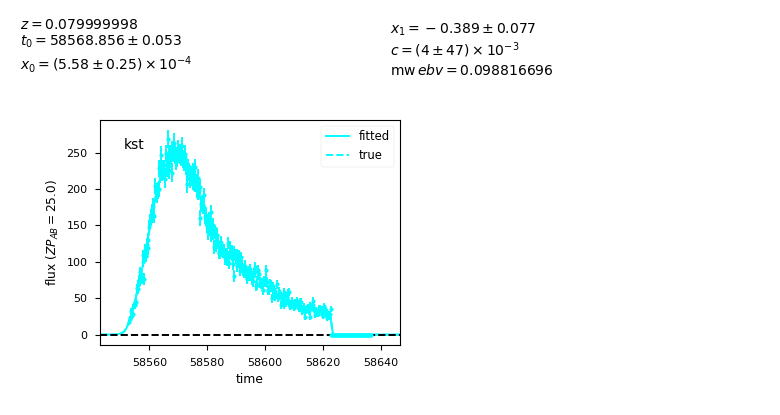 z = 0.079999998
t₀ = 58568.856 ± 0.053
x₀ = (5.58 ± 0.25) × 10⁻⁴
x₁ = −0.389 ± 0.077
c = (4 ± 47) × 10⁻³
mw ebv = 0.098816696
kst
fitted
true
250
200
150
100
50
0
flux (ZP_AB = 25.0)
58560 58580 58600 58620 58640
time